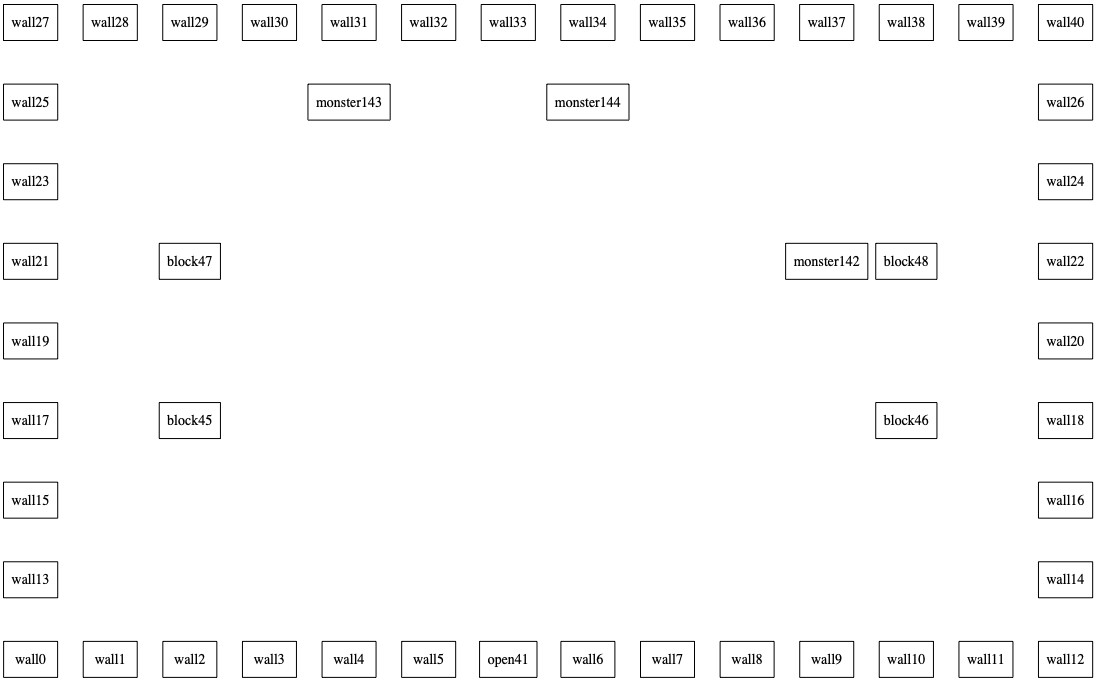 wall27 wall28 wall29 wall30 wall31 wall32 wall33 wall34 wall35 wall36 wall37 wall38 wall39 wall40
wall25 monster143 monster144 wall26
wall23 wall24
wall21 block47 monster142 block48 wall22
wall19 wall20
wall17 block45 block46 wall18
wall15 wall16
wall13 wall14
wall0 wall1 wall2 wall3 wall4 wall5 open41 wall6 wall7 wall8 wall9 wall10 wall11 wall12